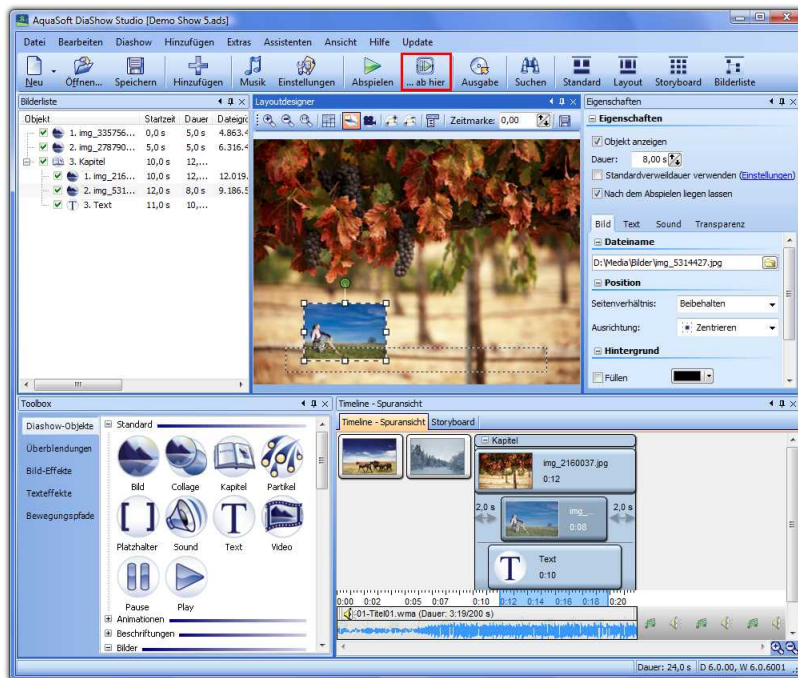 AquaSoft DiaShow Studio [Demo Show 5.ads]
Datei Bearbeiten Diashow Hinzufügen Extras Assistenten Ansicht Hilfe Update
Neu Öffnen... Speichern Hinzufügen Musik Einstellungen Abspielen ... ab hier Ausgabe Suchen Standard Layout Storyboard Bilderliste
Bilderliste
Objekt Startzeit Dauer Dateigrö
1. img_335756... 0,0 s 5,0 s 4.863.4
2. img_278790... 5,0 s 5,0 s 6.316.4
3. Kapitel 10,0 s 12,...
1. img_216... 10,0 s 12,... 12.019.
2. img_531... 12,0 s 8,0 s 9.186.5
T 3. Text 11,0 s 10,...
Layoutdesigner
Zeitmarke: 0,00
Eigenschaften
Eigenschaften
Objekt anzeigen
Dauer: 8,00 s
Standardverweildauer verwenden (Einstellungen)
Nach dem Abspielen liegen lassen
Bild Text Sound Transparenz
Dateiname
D:\Media\Bilder\img_5314427.jpg
Position
Seitenverhältnis: Beibehalten
Ausrichtung: Zentrieren
Hintergrund
Füllen
Toolbox
Diashow-Objekte
Überblendungen
Bild-Effekte
Texteffekte
Bewegungspfade
Standard
Bild Collage Kapitel Partikel
T
Platzhalter Sound Text Video
Pause Play
Animationen
Beschriftungen
Bilder
Timeline - Spuransicht
Timeline - Spuransicht Storyboard
Kapitel
img_2160037.jpg
0:12
2,0 s img_... 2,0 s
0:08
T Text
0:10
0:00 0:02 0:05 0:07 0:10 0:12 0:14 0:16 0:18 0:20
01-Titel01.wma (Dauer: 3:19/200 s)
Dauer: 24,0 s D 6.0.00, W 6.0.6001